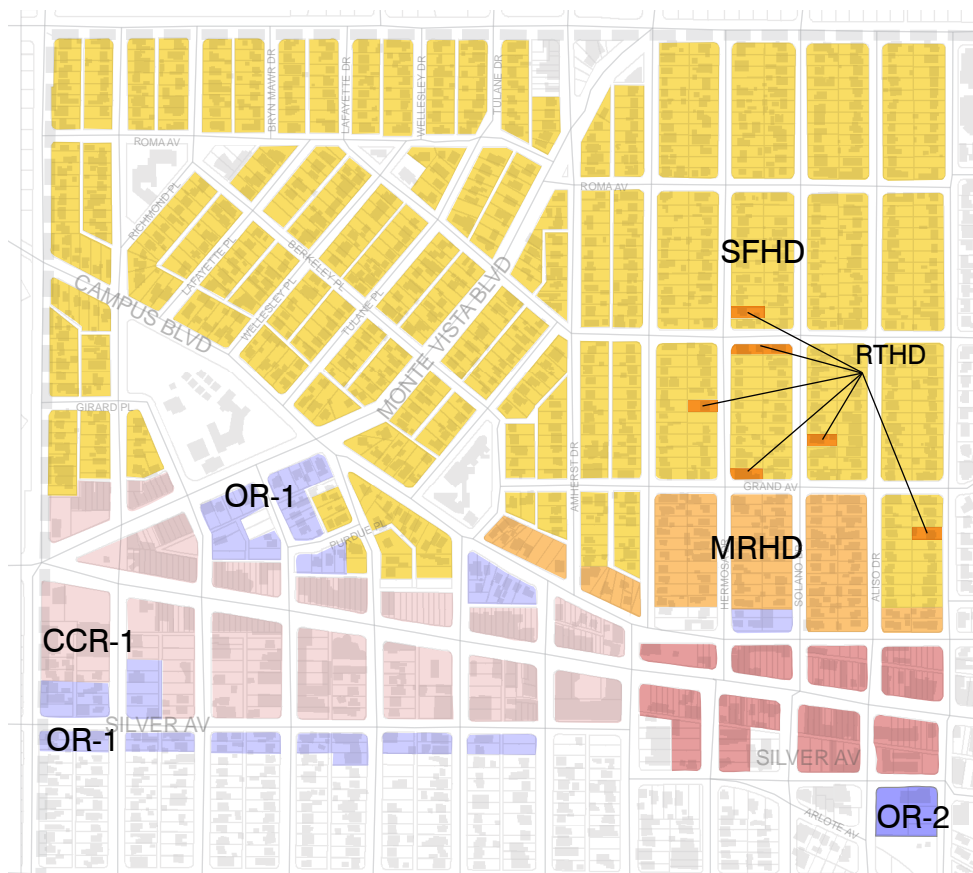 BRYN MAWR DR
LAFAYETTE DR
WELLESLEY DR
TULANE DR
ROMA AV
ROMA AV
RICHMOND PL
LAFAYETTE PL
WELLESLEY PL
BERKELEY PL
TULANE PL
MONTE VISTA BLVD
CAMPUS BLVD
SFHD
RTHD
GIRARD PL
AMHERST DR
GRAND AV
OR-1
PURDUE PL
MRHD
HERMOSA DR
SOLANO DR
ALISO DR
CCR-1
SILVER AV
OR-1
SILVER AV
ARLOTE AV
OR-2